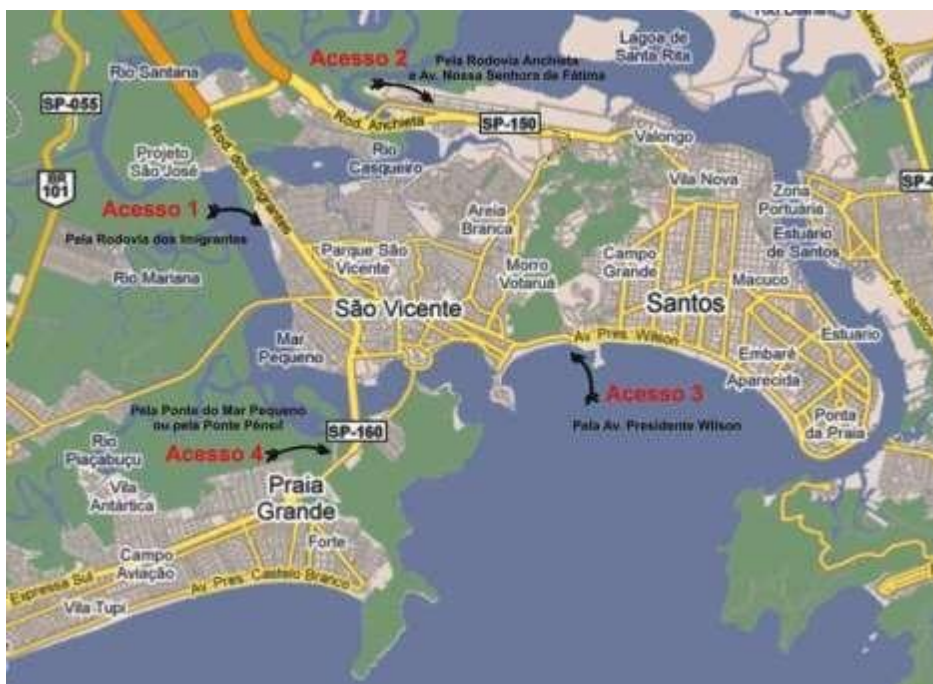 Lagoa de
Santa Rita
Acesso 2
Pela Rodovia Anchieta
e Av. Nossa Senhora de Fátima
Rio Santana
SP-055
Rod. Anchieta
SP-150
Valongo
Rod. dos Imigrantes
Projeto
São José
Rio
Casqueiro
BR
101
Vila Nova
Zona
Portuária
Acesso 1
Areia
Branca
Pela Rodovia dos Imigrantes
Parque São
Vicente
Estuário
de Santos
Campo
Grande
Rio Mariana
Morro
Voturuá
Macuco
São Vicente
Santos
Mar
Pequeno
Av. Pres. Wilson
Estuario
Embaré
Aparecida
Acesso 3
Pela Av. Presidente Wilson
Ponta
da Praia
Pela Ponte do Mar Pequeno
ou pela Ponte Pênsil
SP-160
Acesso 4
Rio
Piaçabuçu
Vila
Antártica
Praia
Grande
Forte
Campo
Aviação
Expressa Sul
Av. Pres. Castelo Branco
Vila Tupi